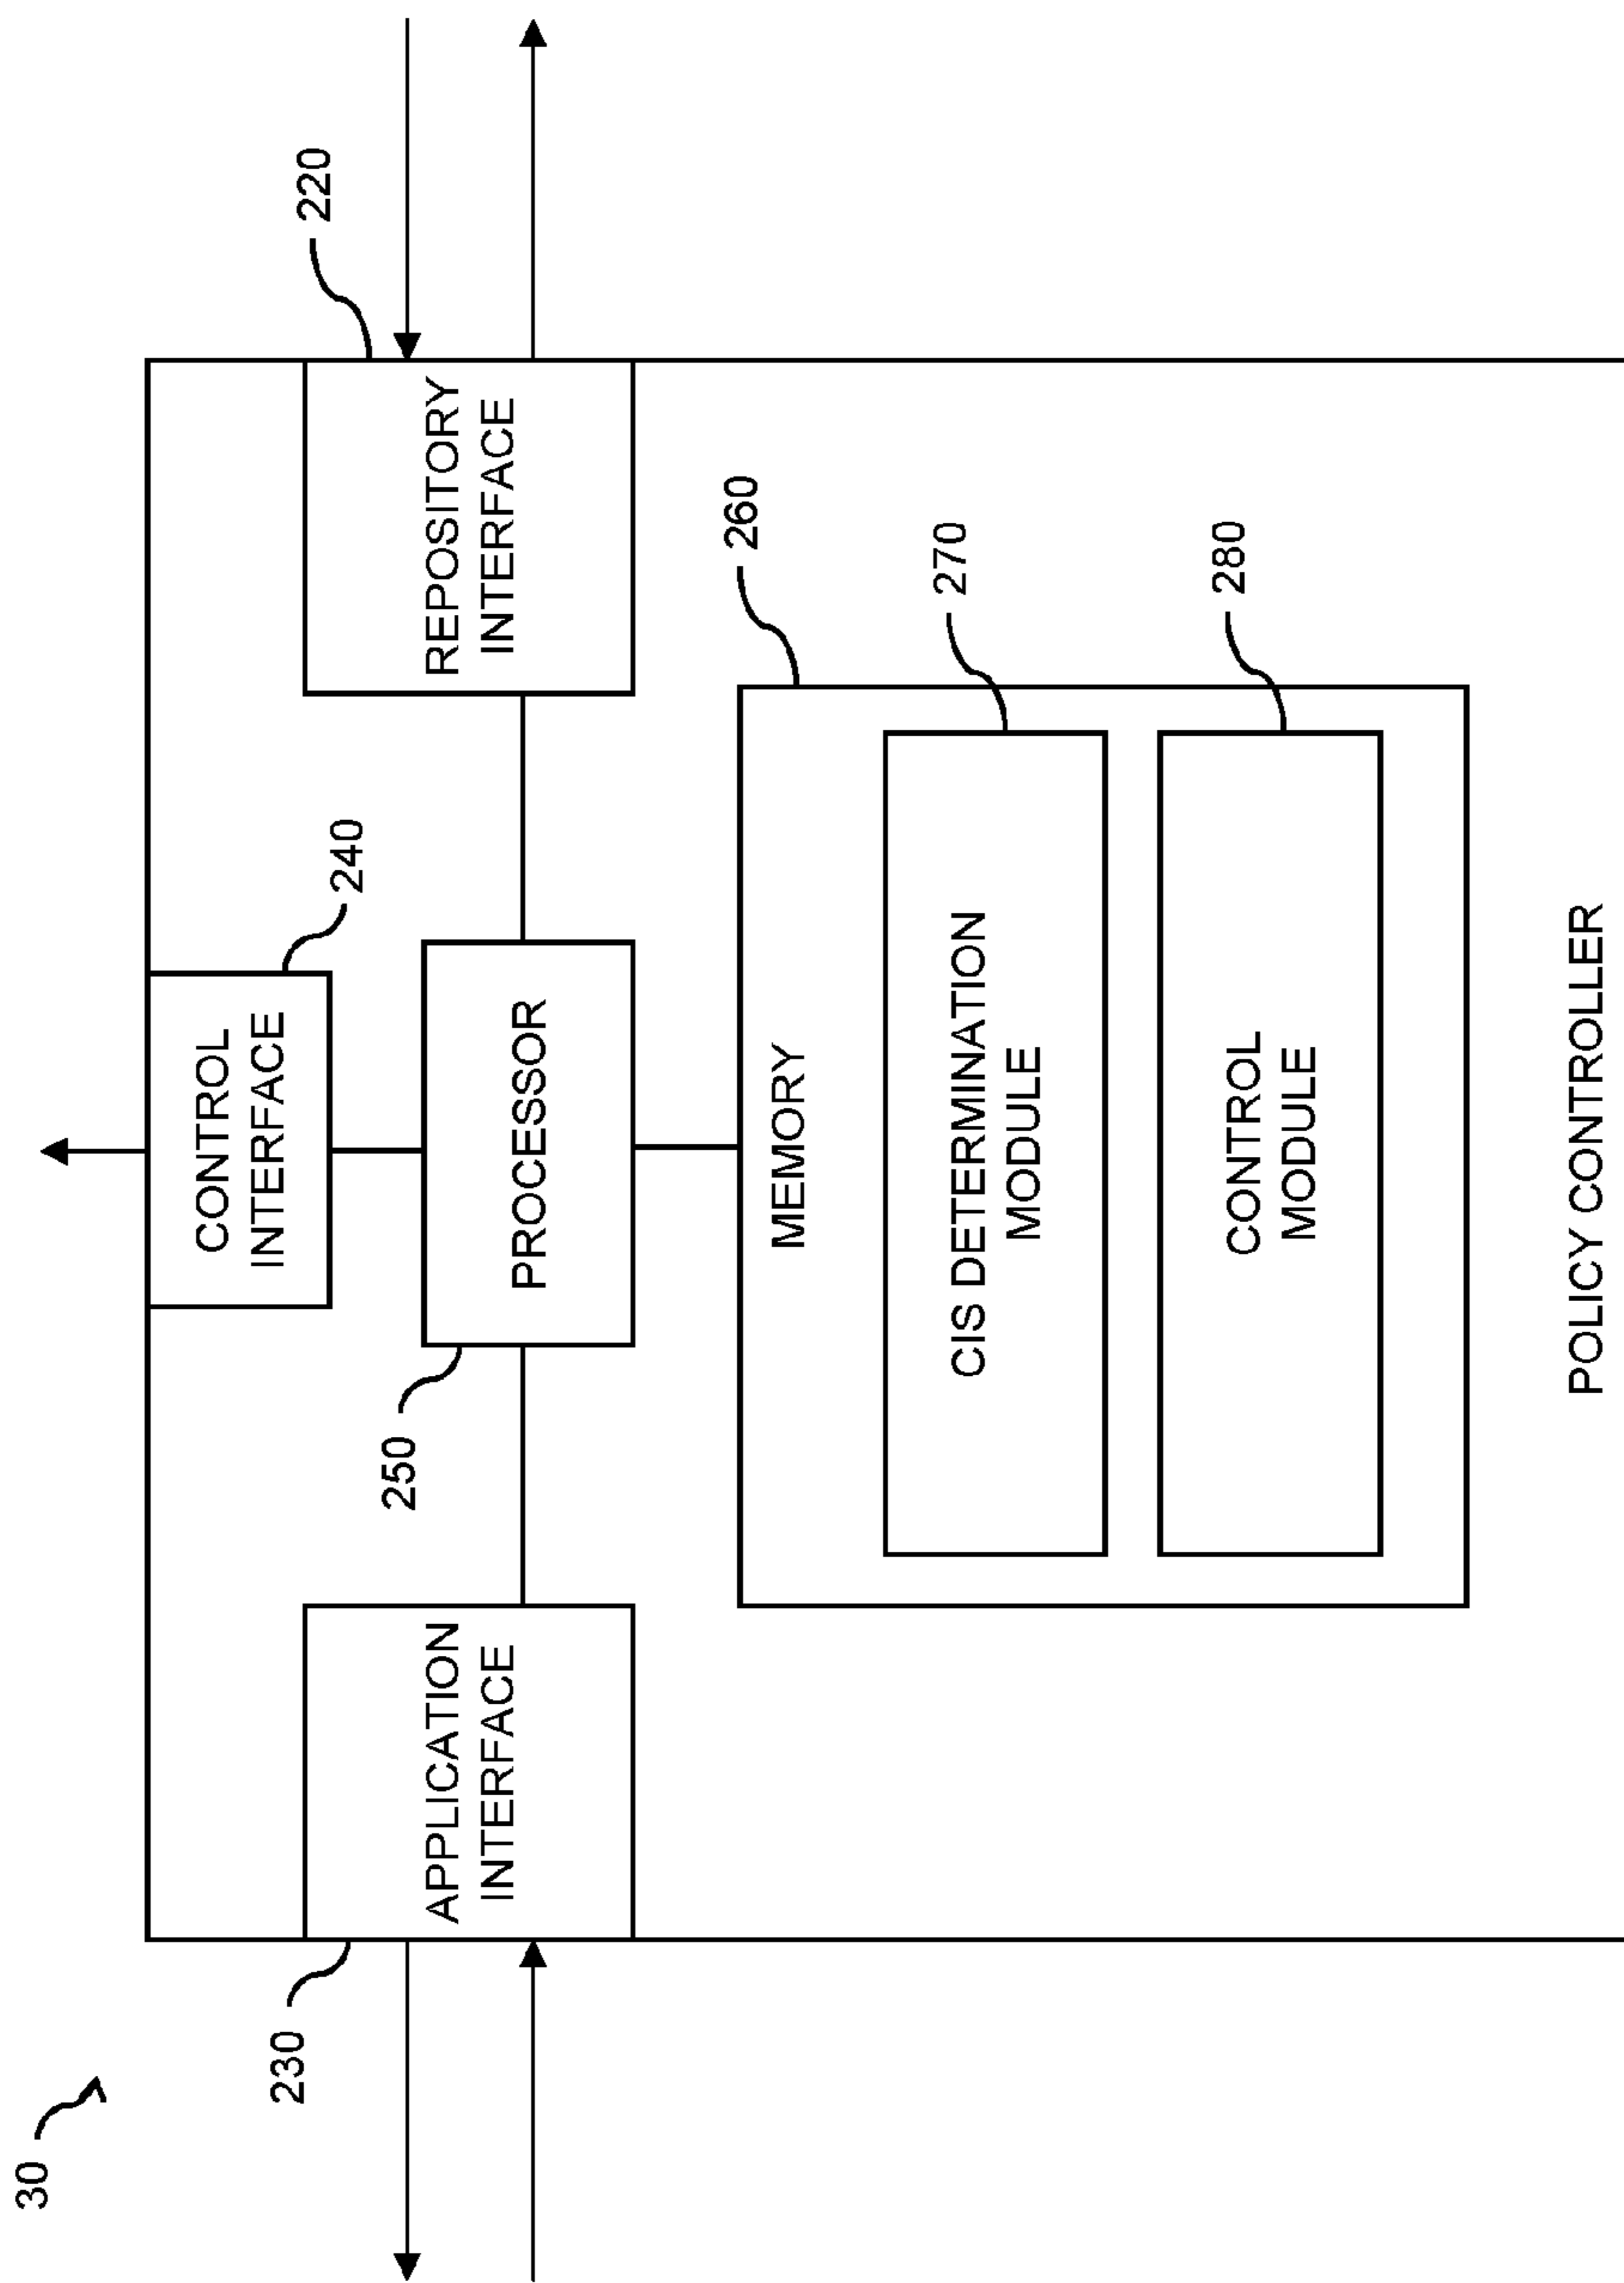 30
240
CONTROL
INTERFACE
230
220
APPLICATION
INTERFACE
250
PROCESSOR
REPOSITORY
INTERFACE
260
MEMORY
270
CIS DETERMINATION
MODULE
280
CONTROL
MODULE
POLICY CONTROLLER